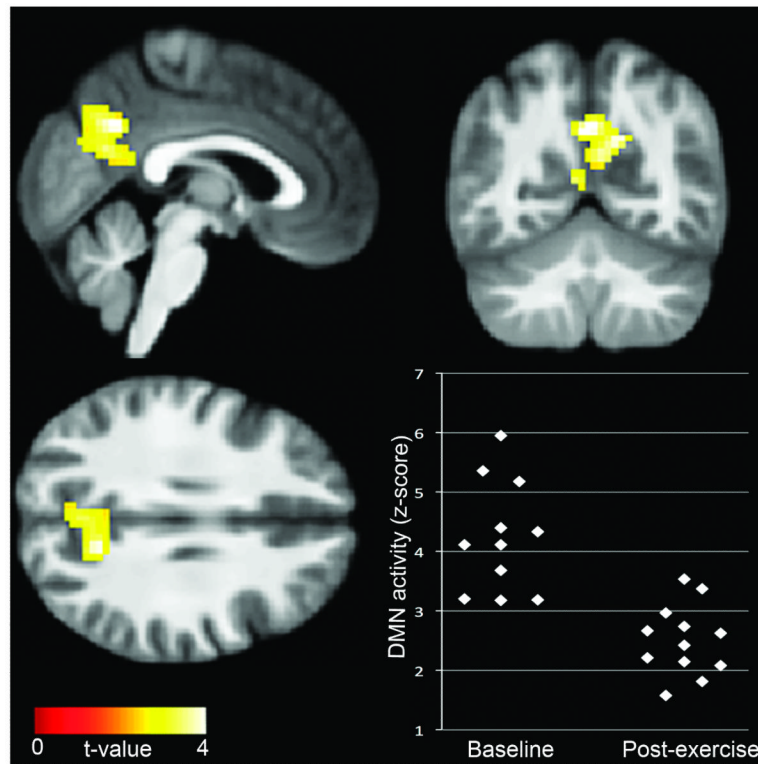 7
6
5
4
3
2
1
DMN activity (z-score)
Baseline Post-exercise
0 t-value 4